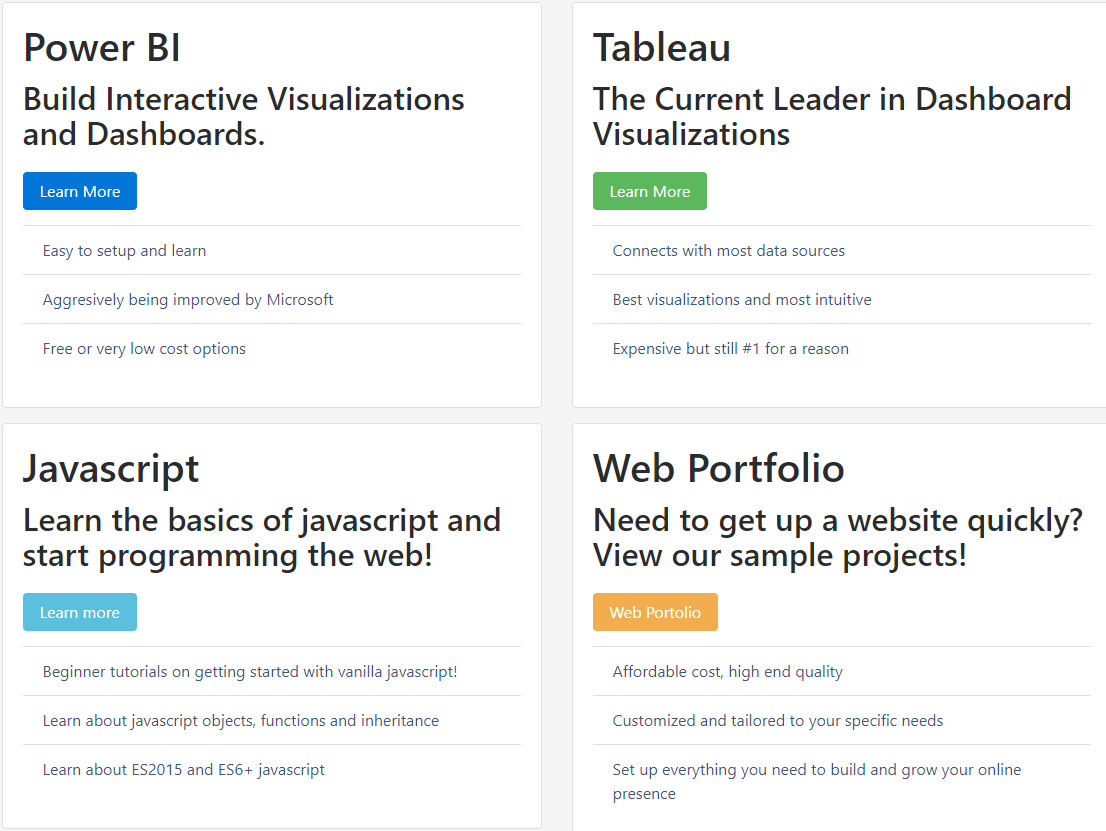 Power BI
Build Interactive Visualizations
and Dashboards.
Learn More
Easy to setup and learn
Aggresively being improved by Microsoft
Free or very low cost options
Tableau
The Current Leader in Dashboard
Visualizations
Learn More
Connects with most data sources
Best visualizations and most intuitive
Expensive but still #1 for a reason
Javascript
Learn the basics of javascript and
start programming the web!
Learn more
Beginner tutorials on getting started with vanilla javascript!
Learn about javascript objects, functions and inheritance
Learn about ES2015 and ES6+ javascript
Web Portfolio
Need to get up a website quickly?
View our sample projects!
Web Portolio
Affordable cost, high end quality
Customized and tailored to your specific needs
Set up everything you need to build and grow your online
presence